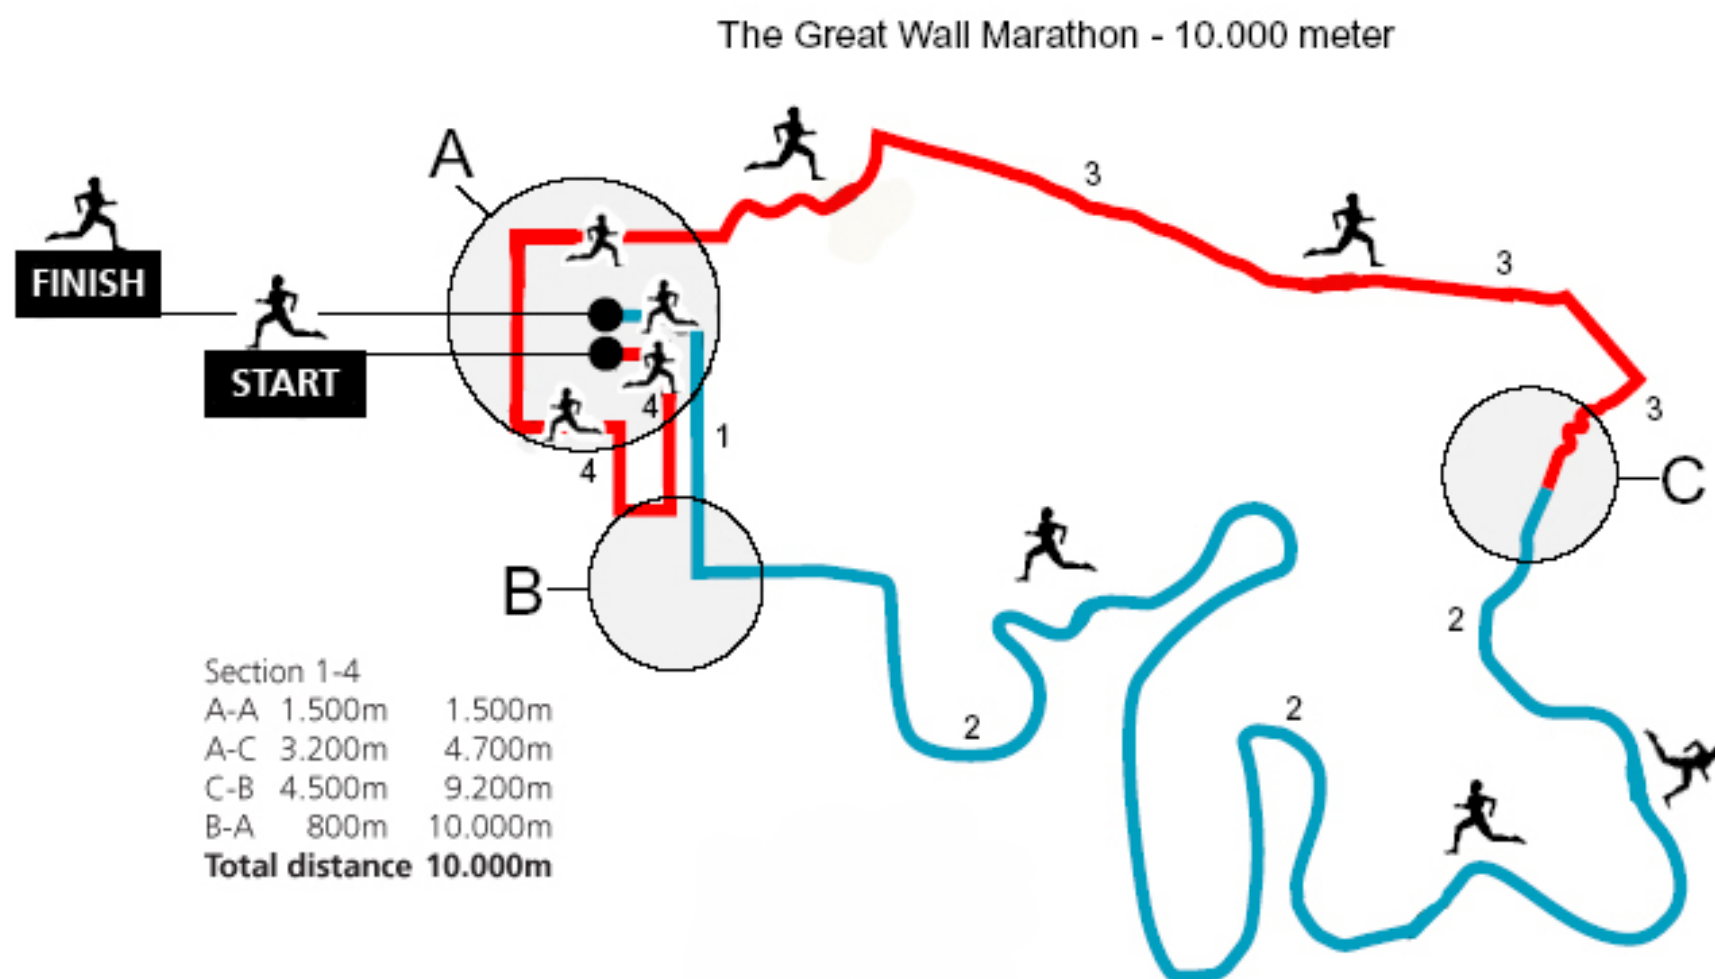 The Great Wall Marathon - 10.000 meter
A
3
FINISH
3
START
4
3
1
4
C
B
2
Section 1-4
A-A 1.500m 1.500m
A-C 3.200m 4.700m
C-B 4.500m 9.200m
B-A 800m 10.000m
Total distance 10.000m
2
2